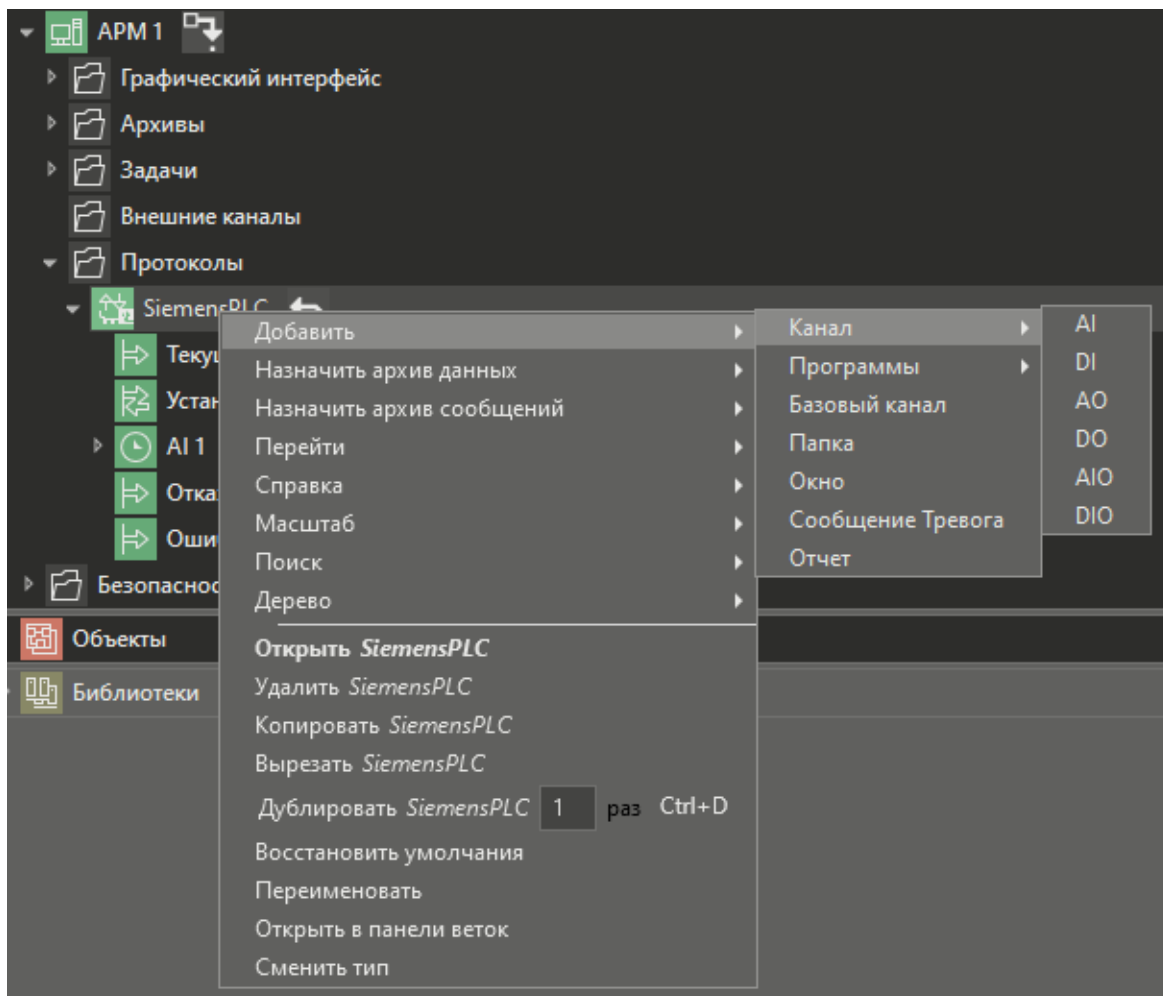 АРМ 1
Графический интерфейс
Архивы
Задачи
Внешние каналы
Протоколы
SiemensPLC
AI 1
Объекты
Библиотеки
Добавить
Назначить архив данных
Назначить архив сообщений
Перейти
Справка
Масштаб
Поиск
Дерево
Открыть SiemensPLC
Удалить SiemensPLC
Копировать SiemensPLC
Вырезать SiemensPLC
Дублировать SiemensPLC 1 раз Ctrl+D
Восстановить умолчания
Переименовать
Открыть в панели веток
Сменить тип
Канал
Программы
Базовый канал
Папка
Окно
Сообщение Тревога
Отчет
AI
DI
AO
DO
AIO
DIO